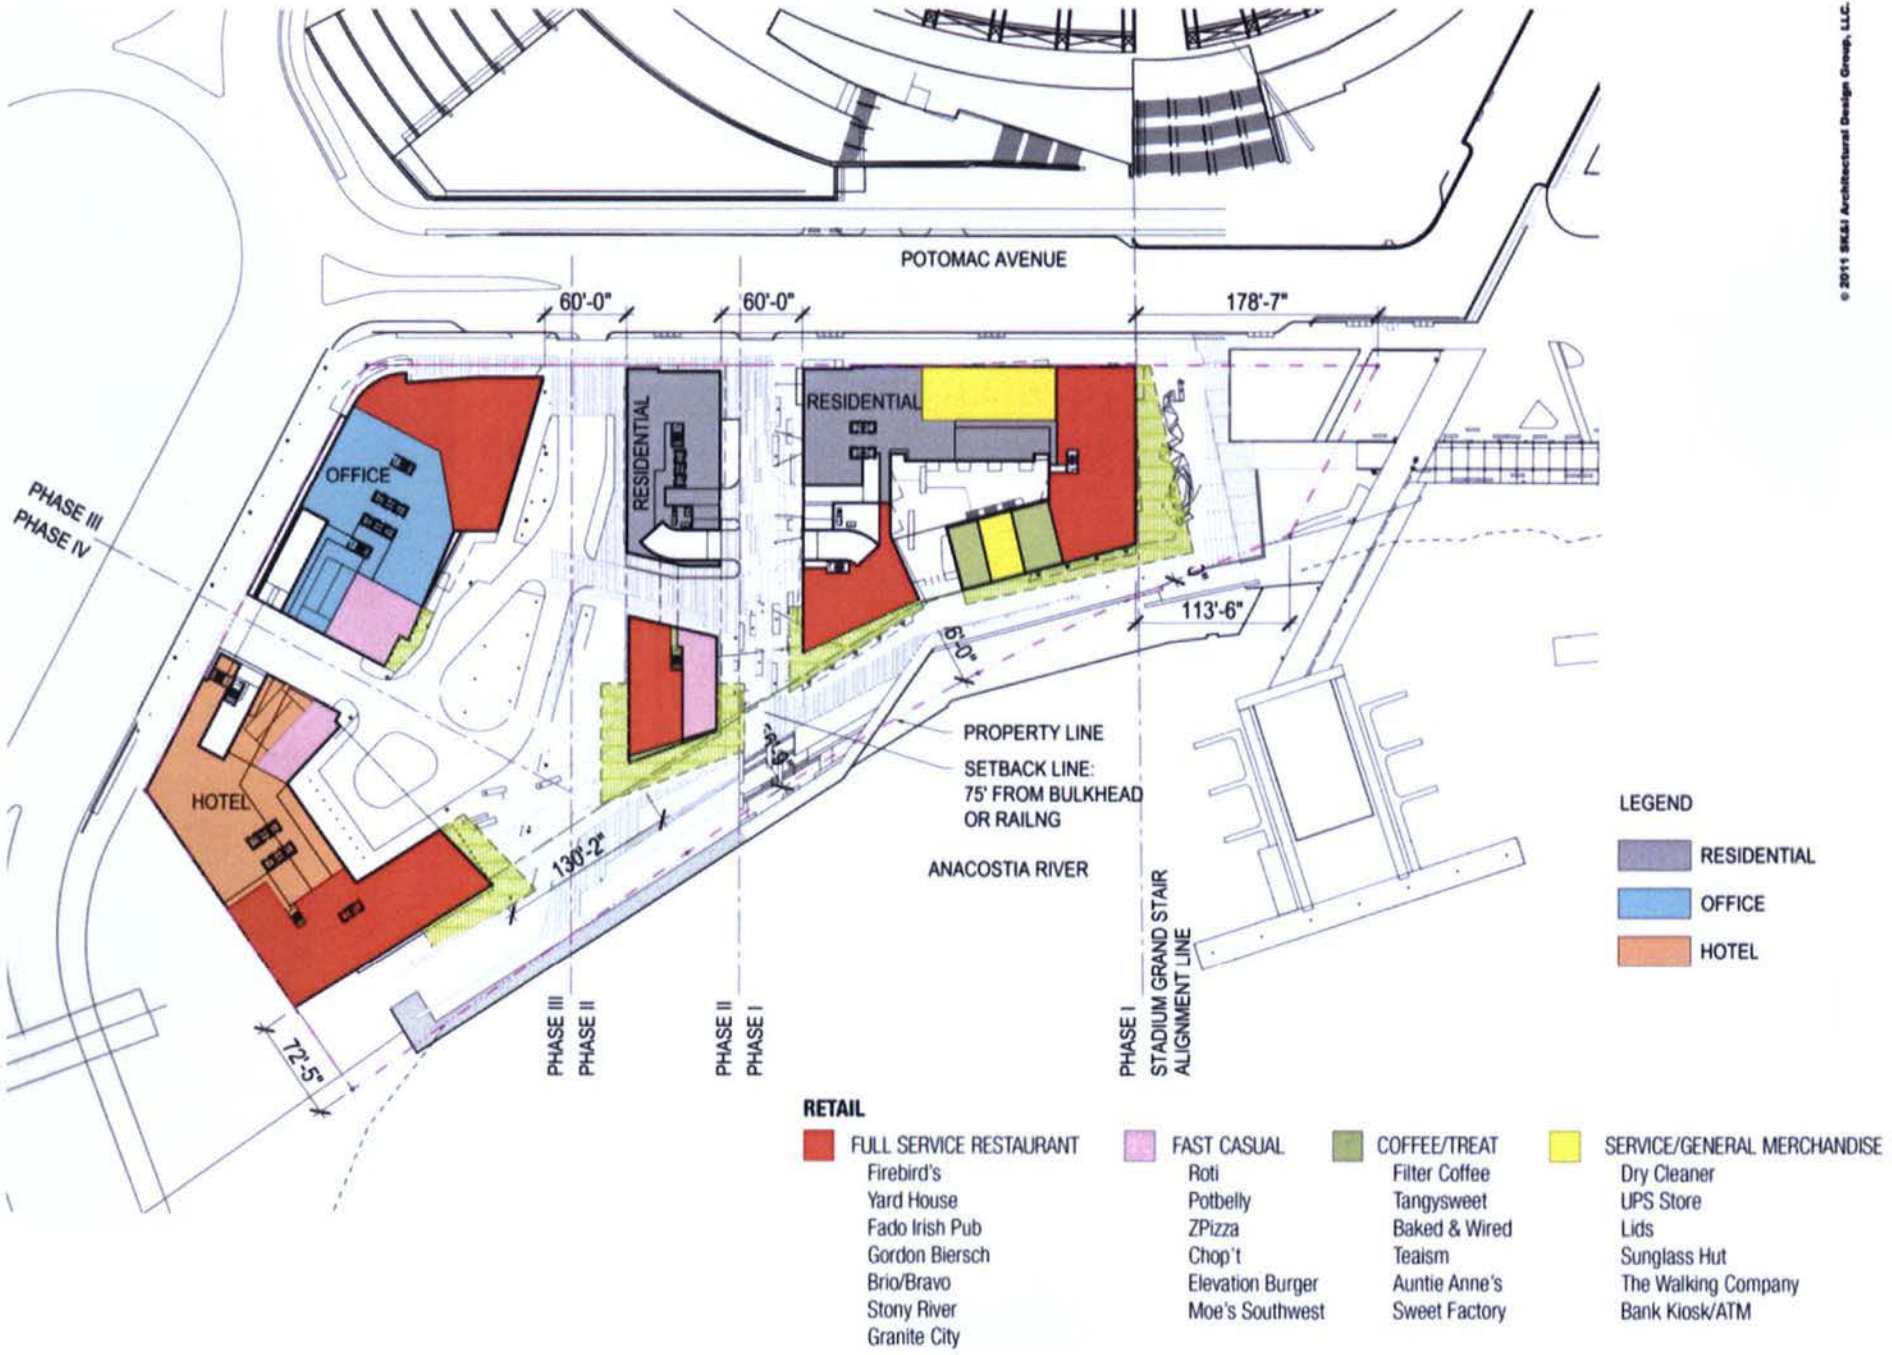 © 2011 SK&I Architectural Design Group, LLC.
POTOMAC AVENUE
60'-0"
60'-0"
178'-7"
RESIDENTIAL
RESIDENTIAL
OFFICE
PHASE III
PHASE IV
3"
113'-6"
6'-0"
HOTEL
PROPERTY LINE
SETBACK LINE:
75' FROM BULKHEAD
OR RAILNG
130'-2"
ANACOSTIA RIVER
LEGEND
RESIDENTIAL
OFFICE
HOTEL
PHASE III
PHASE II
PHASE II
PHASE I
PHASE I
STADIUM GRAND STAIR
ALIGNMENT LINE
72'-5"
RETAIL
FULL SERVICE RESTAURANT
Firebird's
Yard House
Fado Irish Pub
Gordon Biersch
Brio/Bravo
Stony River
Granite City
FAST CASUAL
Roti
Potbelly
ZPizza
Chop't
Elevation Burger
Moe's Southwest
COFFEE/TREAT
Filter Coffee
Tangysweet
Baked & Wired
Teaism
Auntie Anne's
Sweet Factory
SERVICE/GENERAL MERCHANDISE
Dry Cleaner
UPS Store
Lids
Sunglass Hut
The Walking Company
Bank Kiosk/ATM